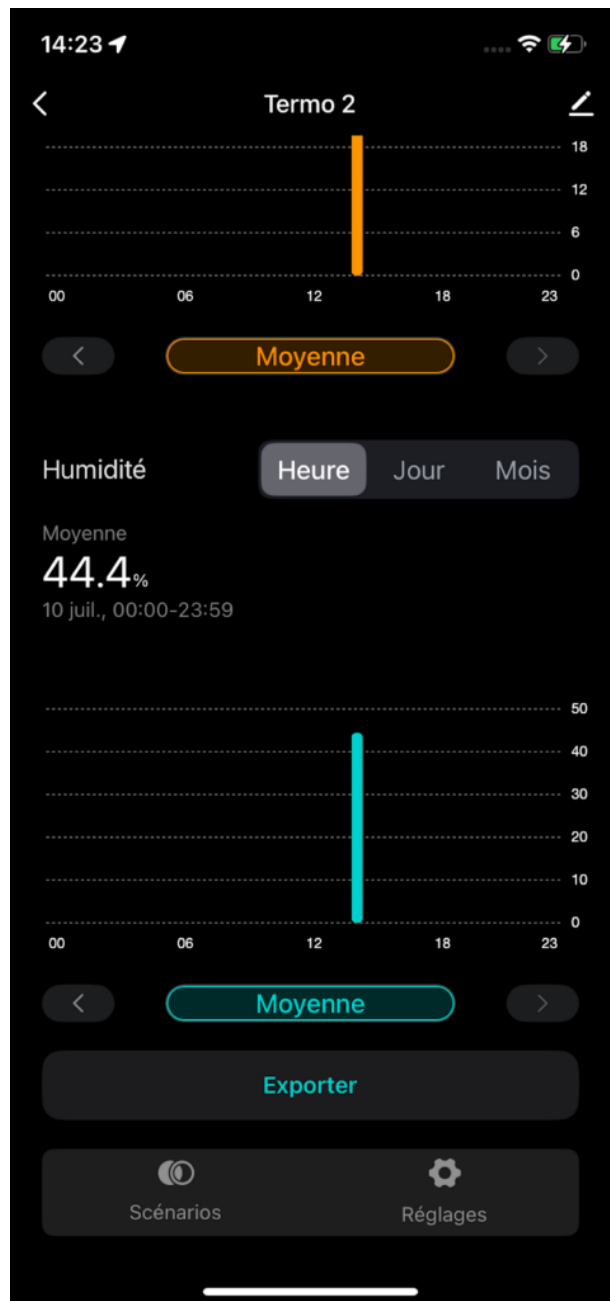 14:23
Termo 2
18
12
6
0
00 06 12 18 23
Moyenne
Humidité Heure Jour Mois
Moyenne
44.4%
10 juil., 00:00-23:59
50
40
30
20
10
0
00 06 12 18 23
Moyenne
Exporter
Scénarios Réglages